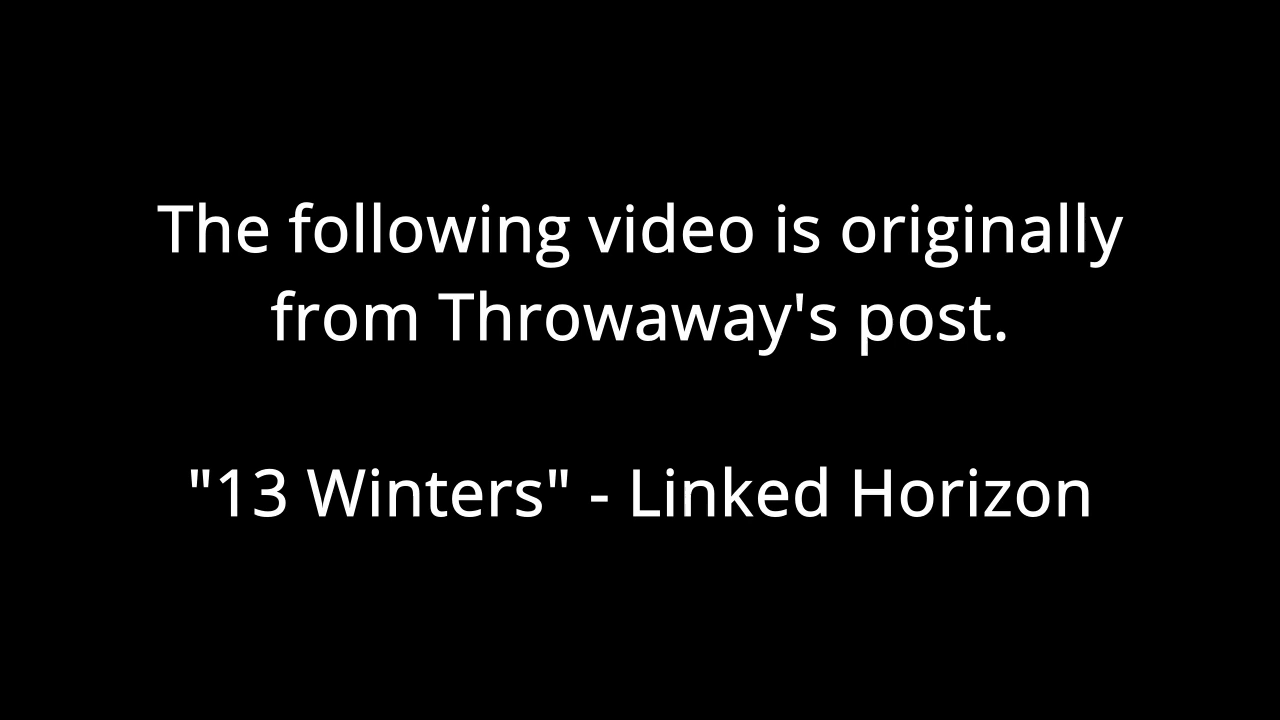 The following video is originally
from Throwaway's post.
"13 Winters" - Linked Horizon